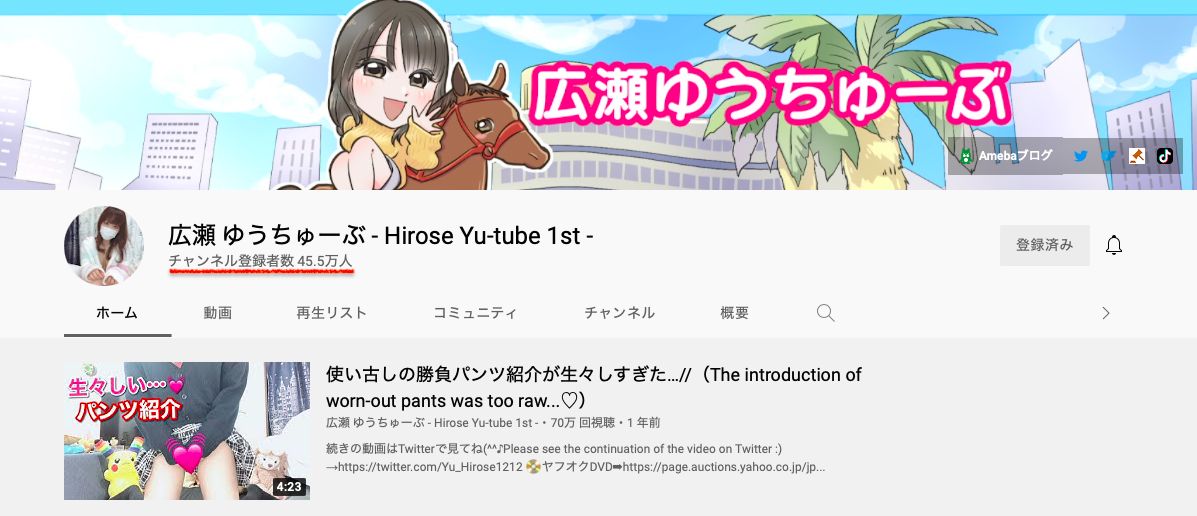 広瀬ゆうちゅーぶ
Amebaブログ
広瀬 ゆうちゅーぶ - Hirose Yu-tube 1st -
チャンネル登録者数 45.5万人
登録済み
ホーム 動画 再生リスト コミュニティ チャンネル 概要
生々しい…
パンツ紹介
4:23
使い古しの勝負パンツ紹介が生々しすぎた…//（The introduction of
worn-out pants was too raw...♡）
広瀬 ゆうちゅーぶ - Hirose Yu-tube 1st -・70万 回視聴・1 年前
続きの動画はTwitterで見てね(^^♪Please see the continuation of the video on Twitter :)
→https://twitter.com/Yu_Hirose1212 📀ヤフオクDVD➡https://page.auctions.yahoo.co.jp/jp...